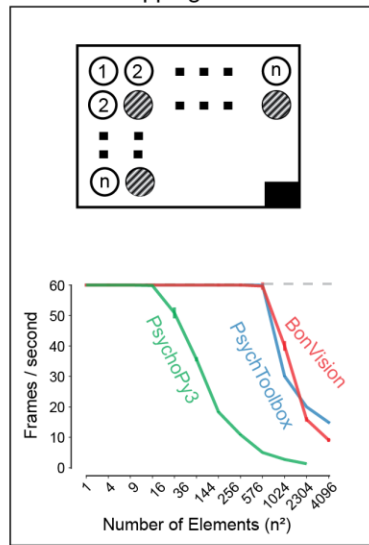 pping
1 2 n
2
n
60
50
40
30
20
10
0
Frames / second
PsychoPy3
PsychToolbox
BonVision
1 4 9 16 36 144 256 576 1024 2304 4096
Number of Elements (n²)